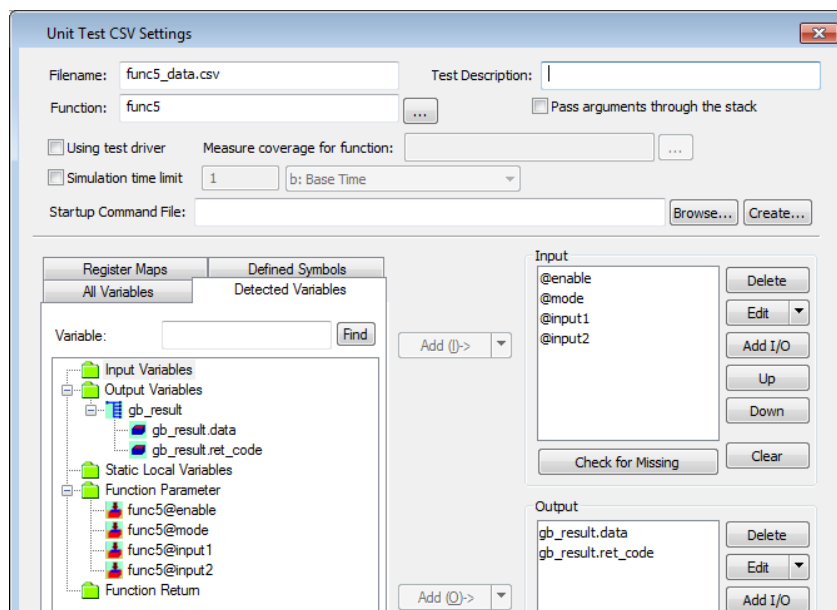 Unit Test CSV Settings
Filename: func5_data.csv Test Description:
Function: func5 ... Pass arguments through the stack
Using test driver Measure coverage for function: ...
Simulation time limit 1 b: Base Time
Startup Command File: Browse... Create...
Register Maps Defined Symbols
All Variables Detected Variables
Variable: Find
Input Variables
Output Variables
gb_result
gb_result.data
gb_result.ret_code
Static Local Variables
Function Parameter
func5@enable
func5@mode
func5@input1
func5@input2
Function Return
Add (I)->
Add (O)->
Input
@enable
@mode
@input1
@input2
Delete
Edit
Add I/O
Up
Down
Check for Missing Clear
Output
gb_result.data
gb_result.ret_code
Delete
Edit
Add I/O